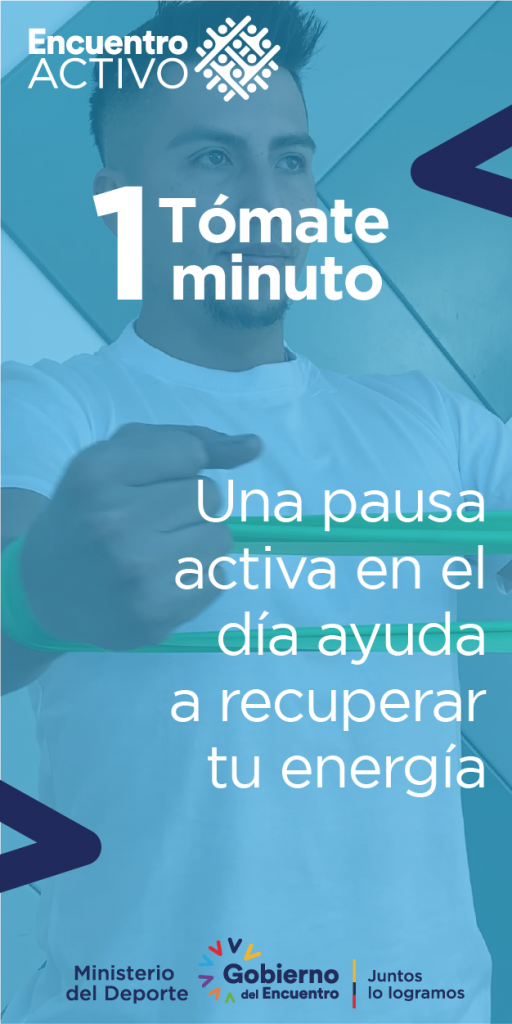 Encuentro
ACTIVO
1 Tómate
minuto
Una pausa
activa en el
día ayuda
a recuperar
tu energía
Ministerio
del Deporte
Gobierno
del Encuentro
Juntos
lo logramos